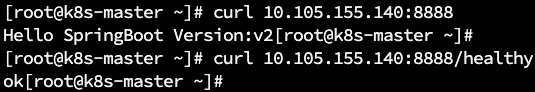 [root@k8s-master ~]# curl 10.105.155.140:8888
Hello SpringBoot Version:v2[root@k8s-master ~]#
[root@k8s-master ~]# curl 10.105.155.140:8888/healthy
ok[root@k8s-master ~]#